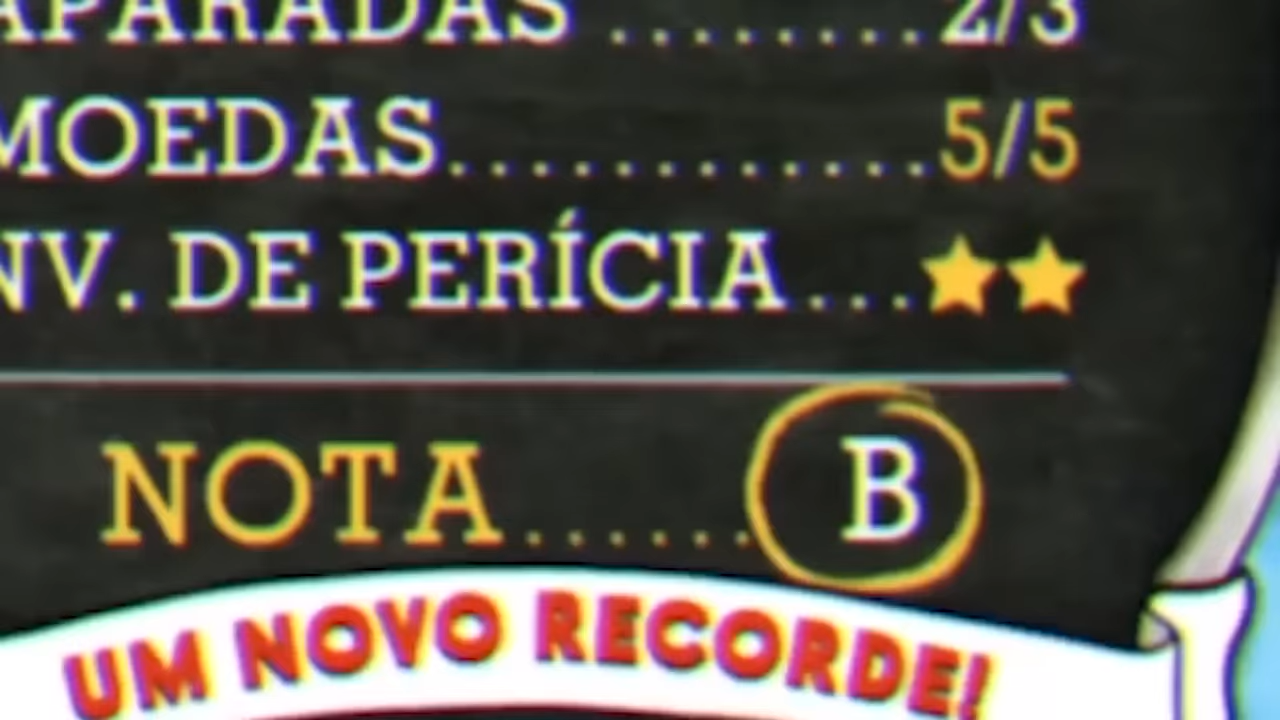 APARADAS ........ 2/3
MOEDAS............5/5
NV. DE PERÍCIA...
NOTA...... B
UM NOVO RECORDE!